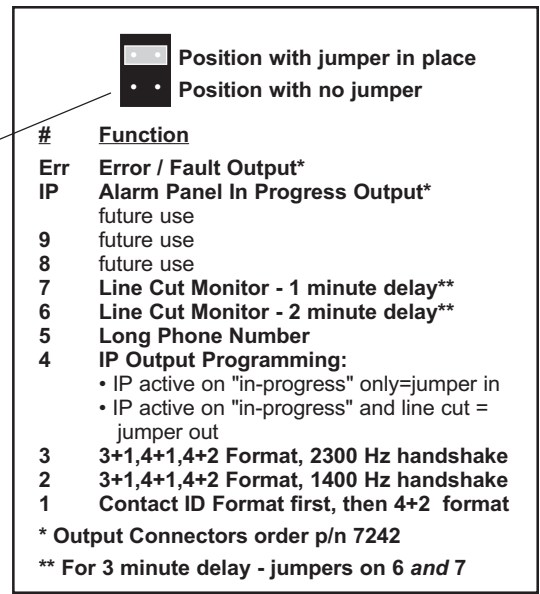 Position with jumper in place
Position with no jumper
# Function
Err Error / Fault Output*
IP Alarm Panel In Progress Output*
future use
9 future use
8 future use
7 Line Cut Monitor - 1 minute delay**
6 Line Cut Monitor - 2 minute delay**
5 Long Phone Number
4 IP Output Programming:
• IP active on "in-progress" only=jumper in
• IP active on "in-progress" and line cut =
jumper out
3 3+1,4+1,4+2 Format, 2300 Hz handshake
2 3+1,4+1,4+2 Format, 1400 Hz handshake
1 Contact ID Format first, then 4+2 format
* Output Connectors order p/n 7242
** For 3 minute delay - jumpers on 6 and 7